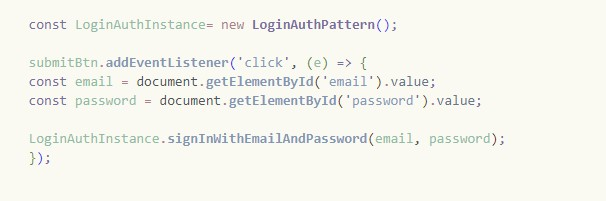 const LoginAuthInstance= new LoginAuthPattern();
submitBtn.addEventListener('click', (e) => {
const email = document.getElementById('email').value;
const password = document.getElementById('password').value;
LoginAuthInstance.signInWithEmailAndPassword(email, password);
});